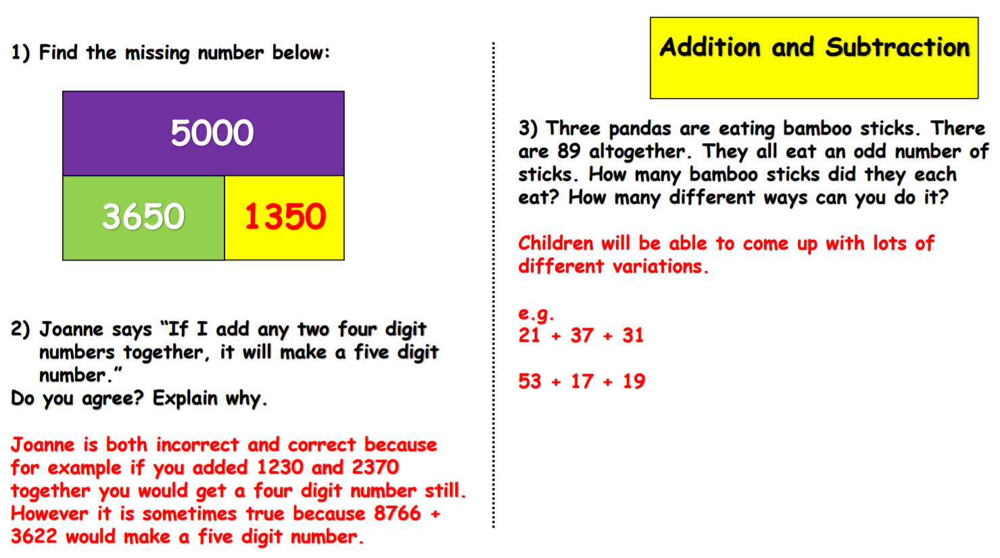 1) Find the missing number below:
5000
3650 1350
2) Joanne says “If I add any two four digit
numbers together, it will make a five digit
number.”
Do you agree? Explain why.
Joanne is both incorrect and correct because
for example if you added 1230 and 2370
together you would get a four digit number still.
However it is sometimes true because 8766 +
3622 would make a five digit number.
Addition and Subtraction
3) Three pandas are eating bamboo sticks. There
are 89 altogether. They all eat an odd number of
sticks. How many bamboo sticks did they each
eat? How many different ways can you do it?
Children will be able to come up with lots of
different variations.
e.g.
21 + 37 + 31
53 + 17 + 19